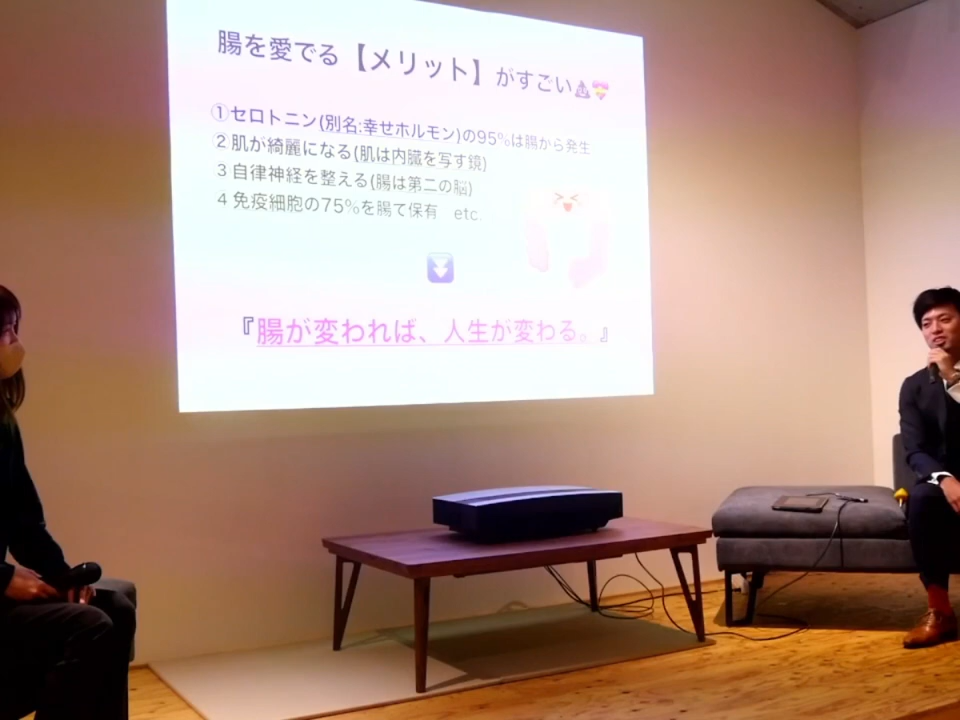 腸を愛でる【メリット】がすごい💩💝
①セロトニン(別名:幸せホルモン)の95%は腸から発生
2 肌が綺麗になる(肌は内臓を写す鏡)
3 自律神経を整える(腸は第二の脳)
4 免疫細胞の75%を腸で保有 etc.
『腸が変われば、人生が変わる。』